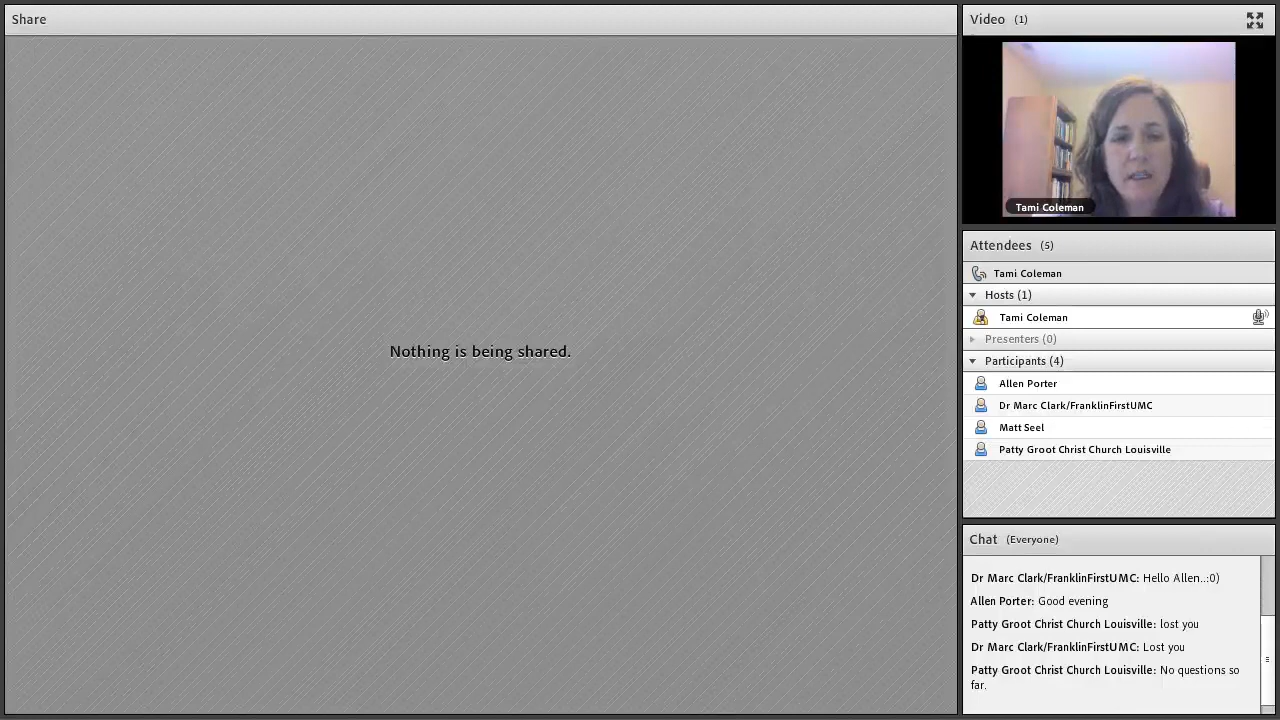 Share
Nothing is being shared.
Video (1)
Tami Coleman
Attendees (5)
Tami Coleman
Hosts (1)
Tami Coleman
Presenters (0)
Participants (4)
Allen Porter
Dr Marc Clark/FranklinFirstUMC
Matt Seel
Patty Groot Christ Church Louisville
Chat (Everyone)
Dr Marc Clark/FranklinFirstUMC: Hello Allen..:0)
Allen Porter: Good evening
Patty Groot Christ Church Louisville: lost you
Dr Marc Clark/FranklinFirstUMC: Lost you
Patty Groot Christ Church Louisville: No questions so
far.